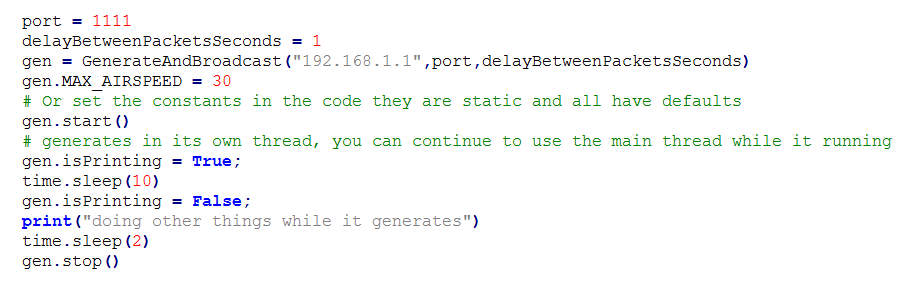 port = 1111
delayBetweenPacketsSeconds = 1
gen = GenerateAndBroadcast("192.168.1.1",port,delayBetweenPacketsSeconds)
gen.MAX_AIRSPEED = 30
# Or set the constants in the code they are static and all have defaults
gen.start()
# generates in its own thread, you can continue to use the main thread while it running
gen.isPrinting = True;
time.sleep(10)
gen.isPrinting = False;
print("doing other things while it generates")
time.sleep(2)
gen.stop()